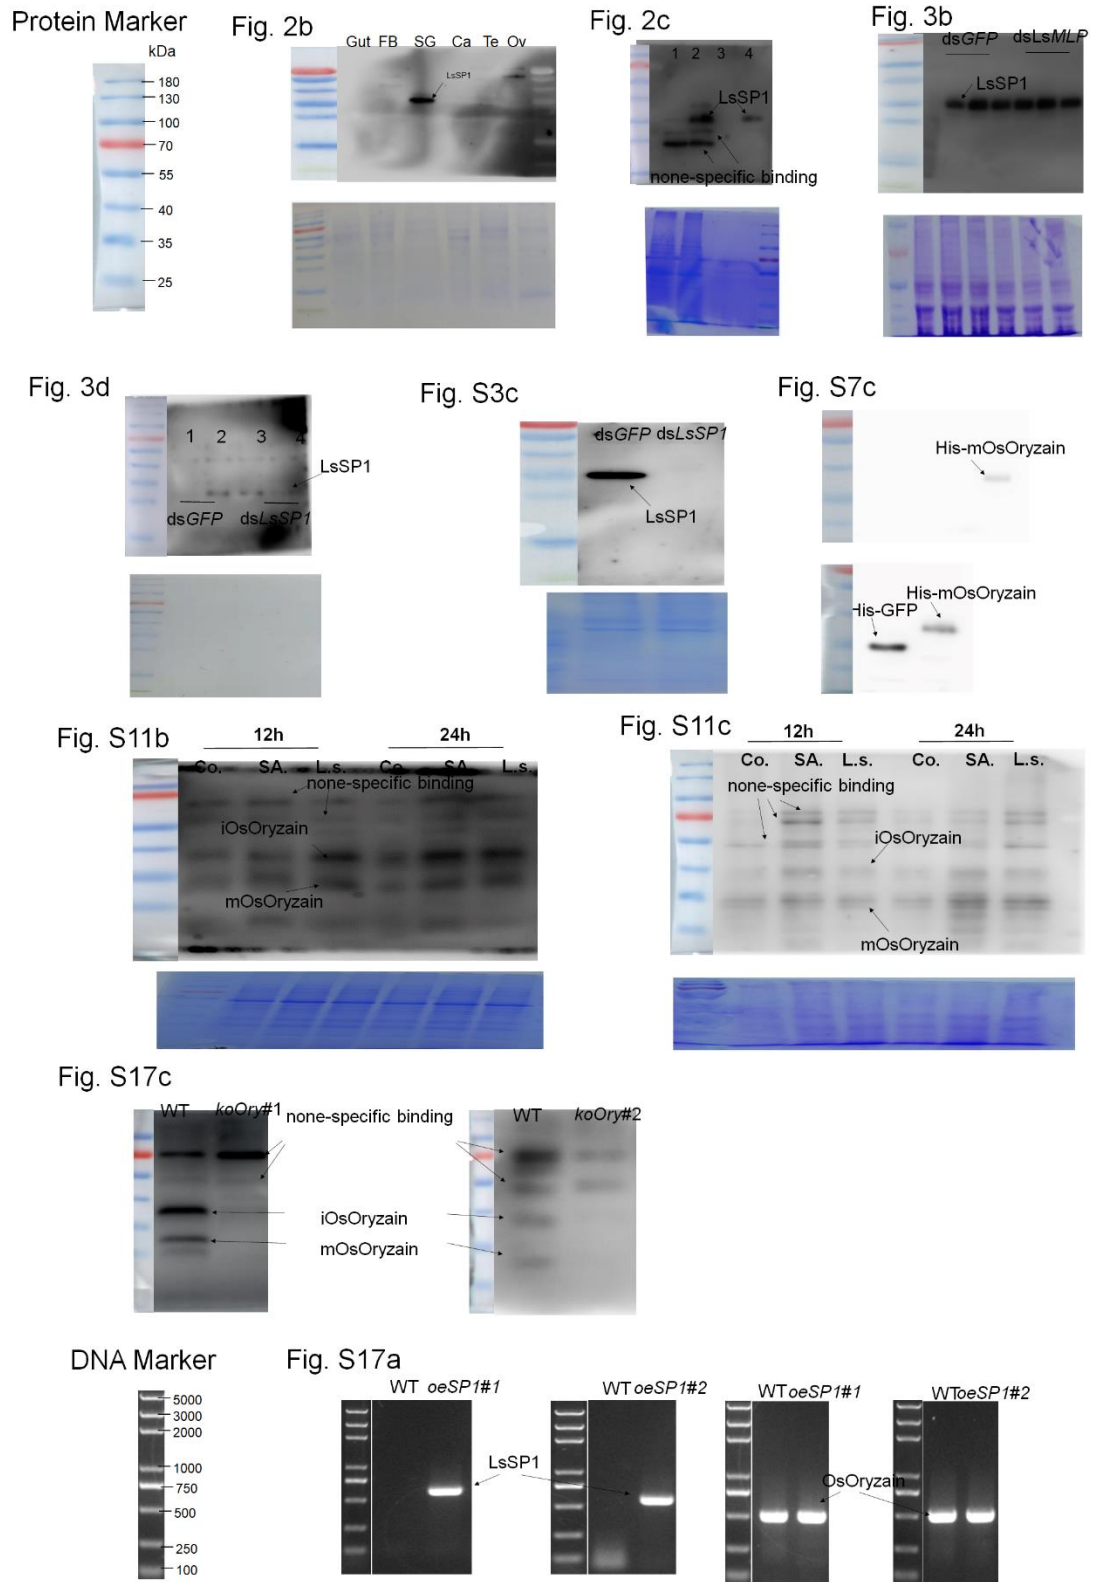 Protein Marker
kDa
180
130
100
70
55
40
35
25
Fig. 2b
Gut FB SG Ca Te Ov
LsSP1
Fig. 2c
1 2 3 4
LsSP1
none-specific binding
Fig. 3b
dsGFP dsLsMLP
LsSP1
Fig. 3d
1 2 3 4
LsSP1
dsGFP dsLsSP1
Fig. S3c
dsGFP dsLsSP1
LsSP1
Fig. S7c
His-mOsOryzain
His-mOsOryzain
His-GFP
Fig. S11b
12h 24h
Co. SA. L.s. Co. SA. L.s.
none-specific binding
iOsOryzain
mOsOryzain
Fig. S11c
12h 24h
Co. SA. L.s. Co. SA. L.s.
none-specific binding
iOsOryzain
mOsOryzain
Fig. S17c
WT koOry#1
none-specific binding
WT koOry#2
iOsOryzain
mOsOryzain
DNA Marker
5000
3000
2000
1000
750
500
250
100
Fig. S17a
WT oeSP1#1
WT oeSP1#2
WT oeSP1#1
WT oeSP1#2
LsSP1
OsOryzain